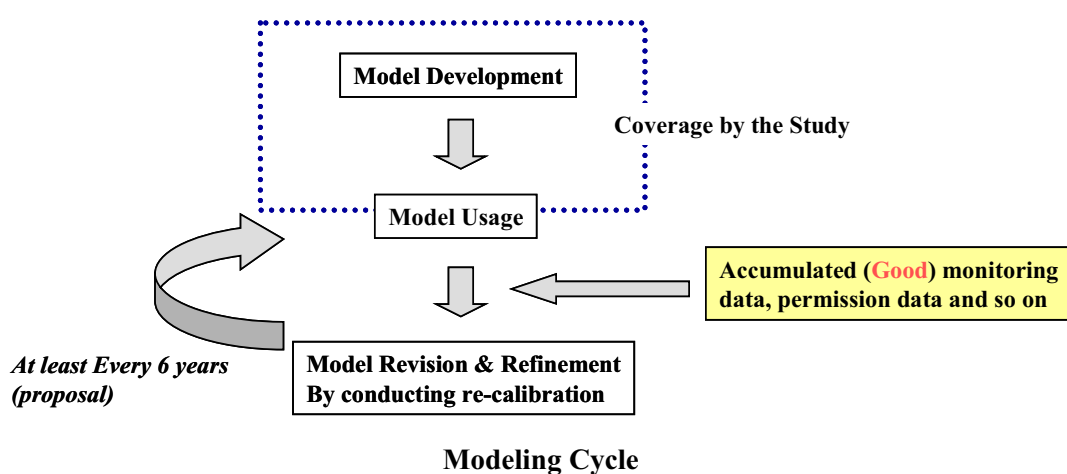 Model Development
Coverage by the Study
Model Usage
Accumulated (Good) monitoring
data, permission data and so on
At least Every 6 years
(proposal)
Model Revision & Refinement
By conducting re-calibration
Modeling Cycle